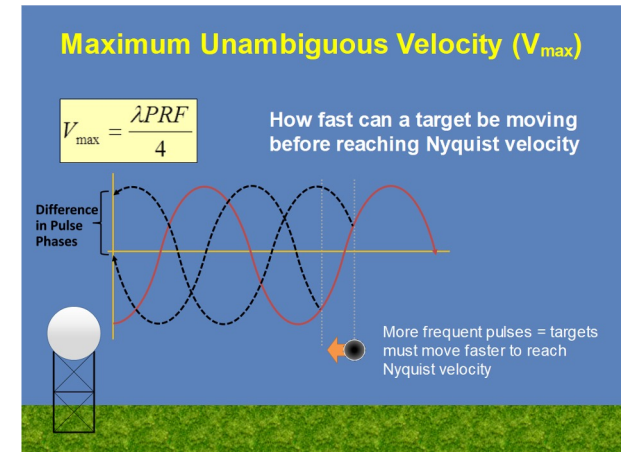 Maximum Unambiguous Velocity (Vmax)
Vmax = λPRF / 4
How fast can a target be moving
before reaching Nyquist velocity
Difference
in Pulse
Phases
More frequent pulses = targets
must move faster to reach
Nyquist velocity